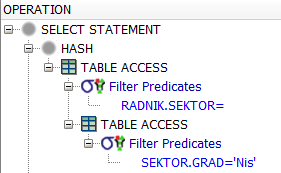 OPERATION
SELECT STATEMENT
HASH
TABLE ACCESS
Filter Predicates
RADNIK.SEKTOR=
TABLE ACCESS
Filter Predicates
SEKTOR.GRAD='Nis'